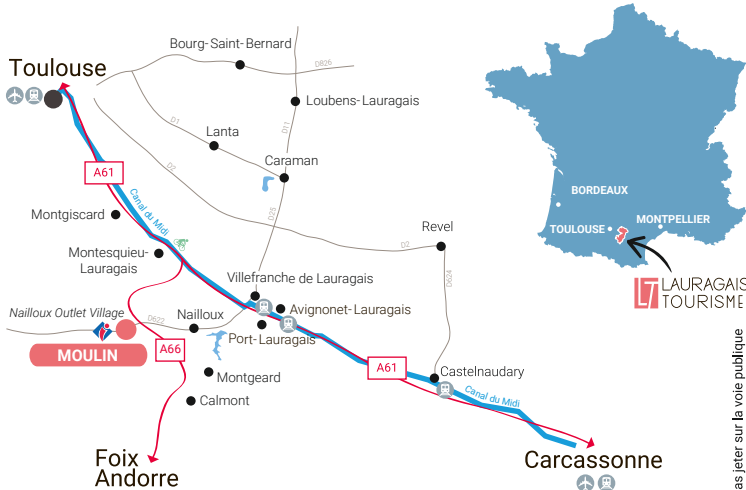 Bourg-Saint-Bernard
D826
Toulouse
Loubens-Lauragais
D1
D11
Lanta
Caraman
A61
D2
Canal du Midi
Montgiscard
D25
Revel
D2
Montesquieu-
Lauragais
D624
Villefranche de Lauragais
Nailloux Outlet Village
D622
Nailloux
Avignonet-Lauragais
Port-Lauragais
MOULIN
A66
A61
Montgeard
Castelnaudary
Calmont
Canal du Midi
Foix
Andorre
Carcassonne
BORDEAUX
TOULOUSE
MONTPELLIER
LT
LAURAGAIS
TOURISME
as jeter sur la voie publique